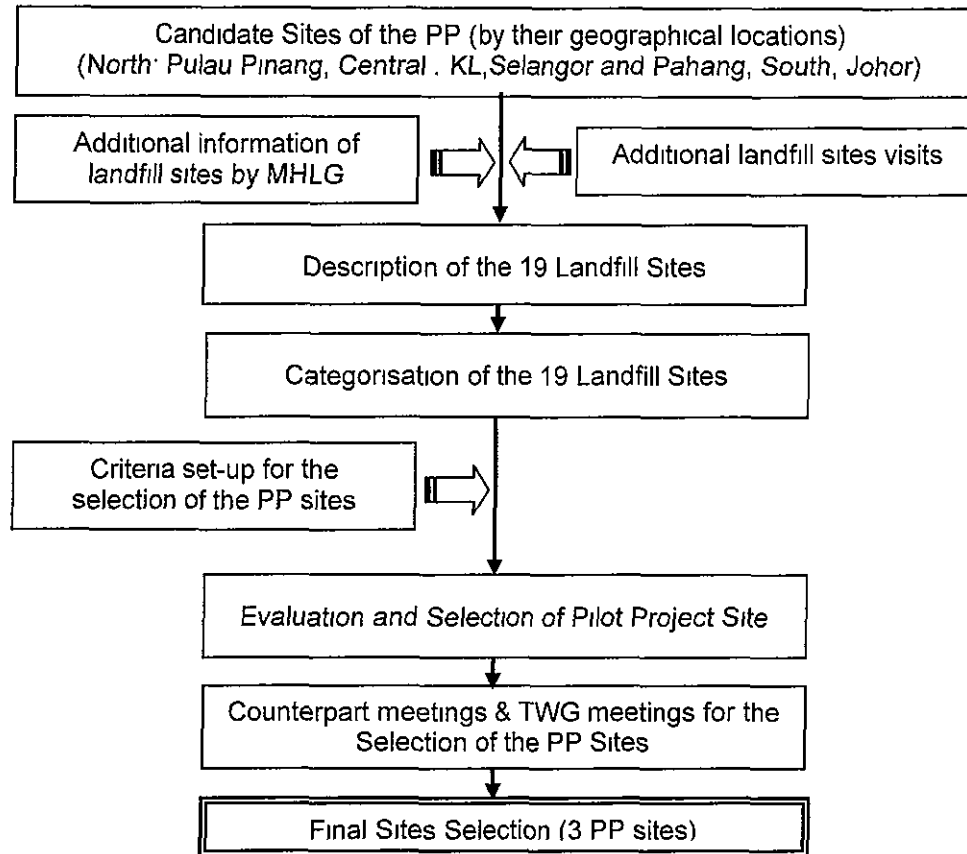 Candidate Sites of the PP (by their geographical locations)
(North· Pulau Pinang, Central . KL,Selangor and Pahang, South, Johor)
Additional information of
landfill sites by MHLG
Additional landfill sites visits
Description of the 19 Landfill Sites
Categorisation of the 19 Landfill Sites
Criteria set-up for the
selection of the PP sites
Evaluation and Selection of Pilot Project Site
Counterpart meetings & TWG meetings for the
Selection of the PP Sites
Final Sites Selection (3 PP sites)